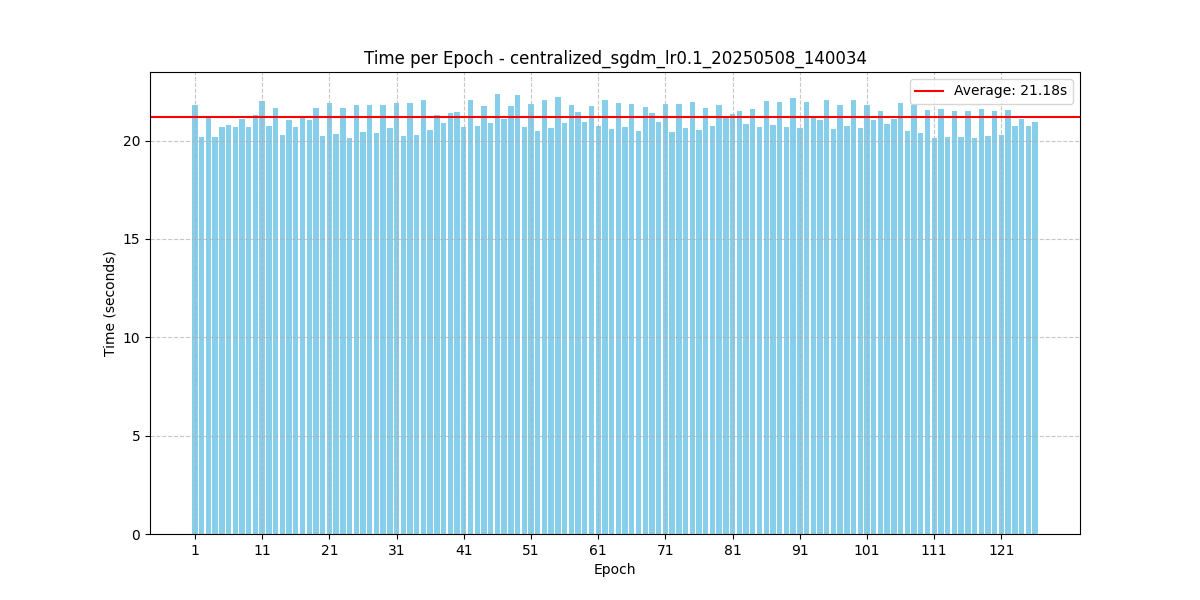 Time per Epoch - centralized_sgdm_lr0.1_20250508_140034
Average: 21.18s
20
15
10
5
0
Time (seconds)
1 11 21 31 41 51 61 71 81 91 101 111 121
Epoch